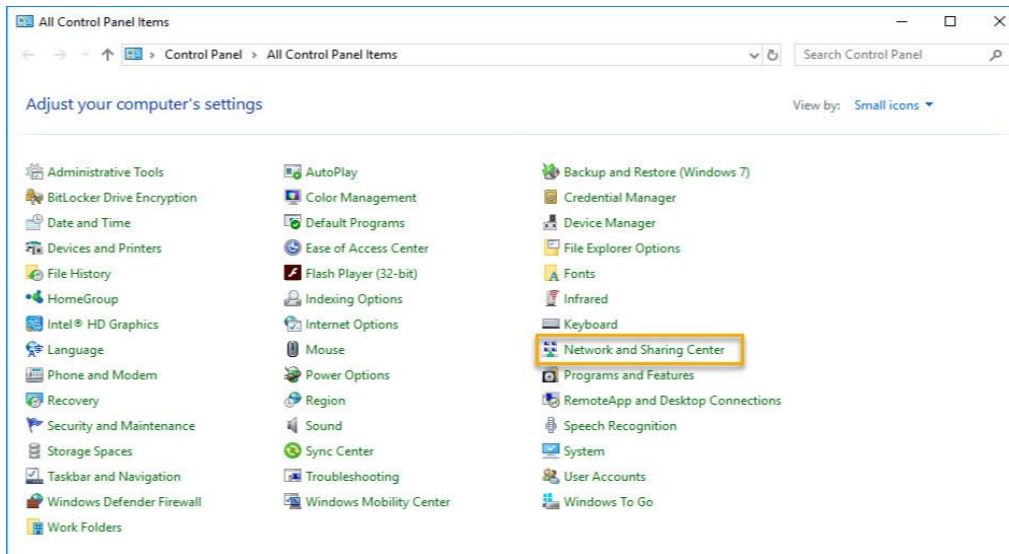 All Control Panel Items
Control Panel > All Control Panel Items
Search Control Panel
Adjust your computer's settings
View by: Small icons
Administrative Tools
AutoPlay
Backup and Restore (Windows 7)
BitLocker Drive Encryption
Color Management
Credential Manager
Date and Time
Default Programs
Device Manager
Devices and Printers
Ease of Access Center
File Explorer Options
File History
Flash Player (32-bit)
Fonts
HomeGroup
Indexing Options
Infrared
Intel® HD Graphics
Internet Options
Keyboard
Language
Mouse
Network and Sharing Center
Phone and Modem
Power Options
Programs and Features
Recovery
Region
RemoteApp and Desktop Connections
Security and Maintenance
Sound
Speech Recognition
Storage Spaces
Sync Center
System
Taskbar and Navigation
Troubleshooting
User Accounts
Windows Defender Firewall
Windows Mobility Center
Windows To Go
Work Folders